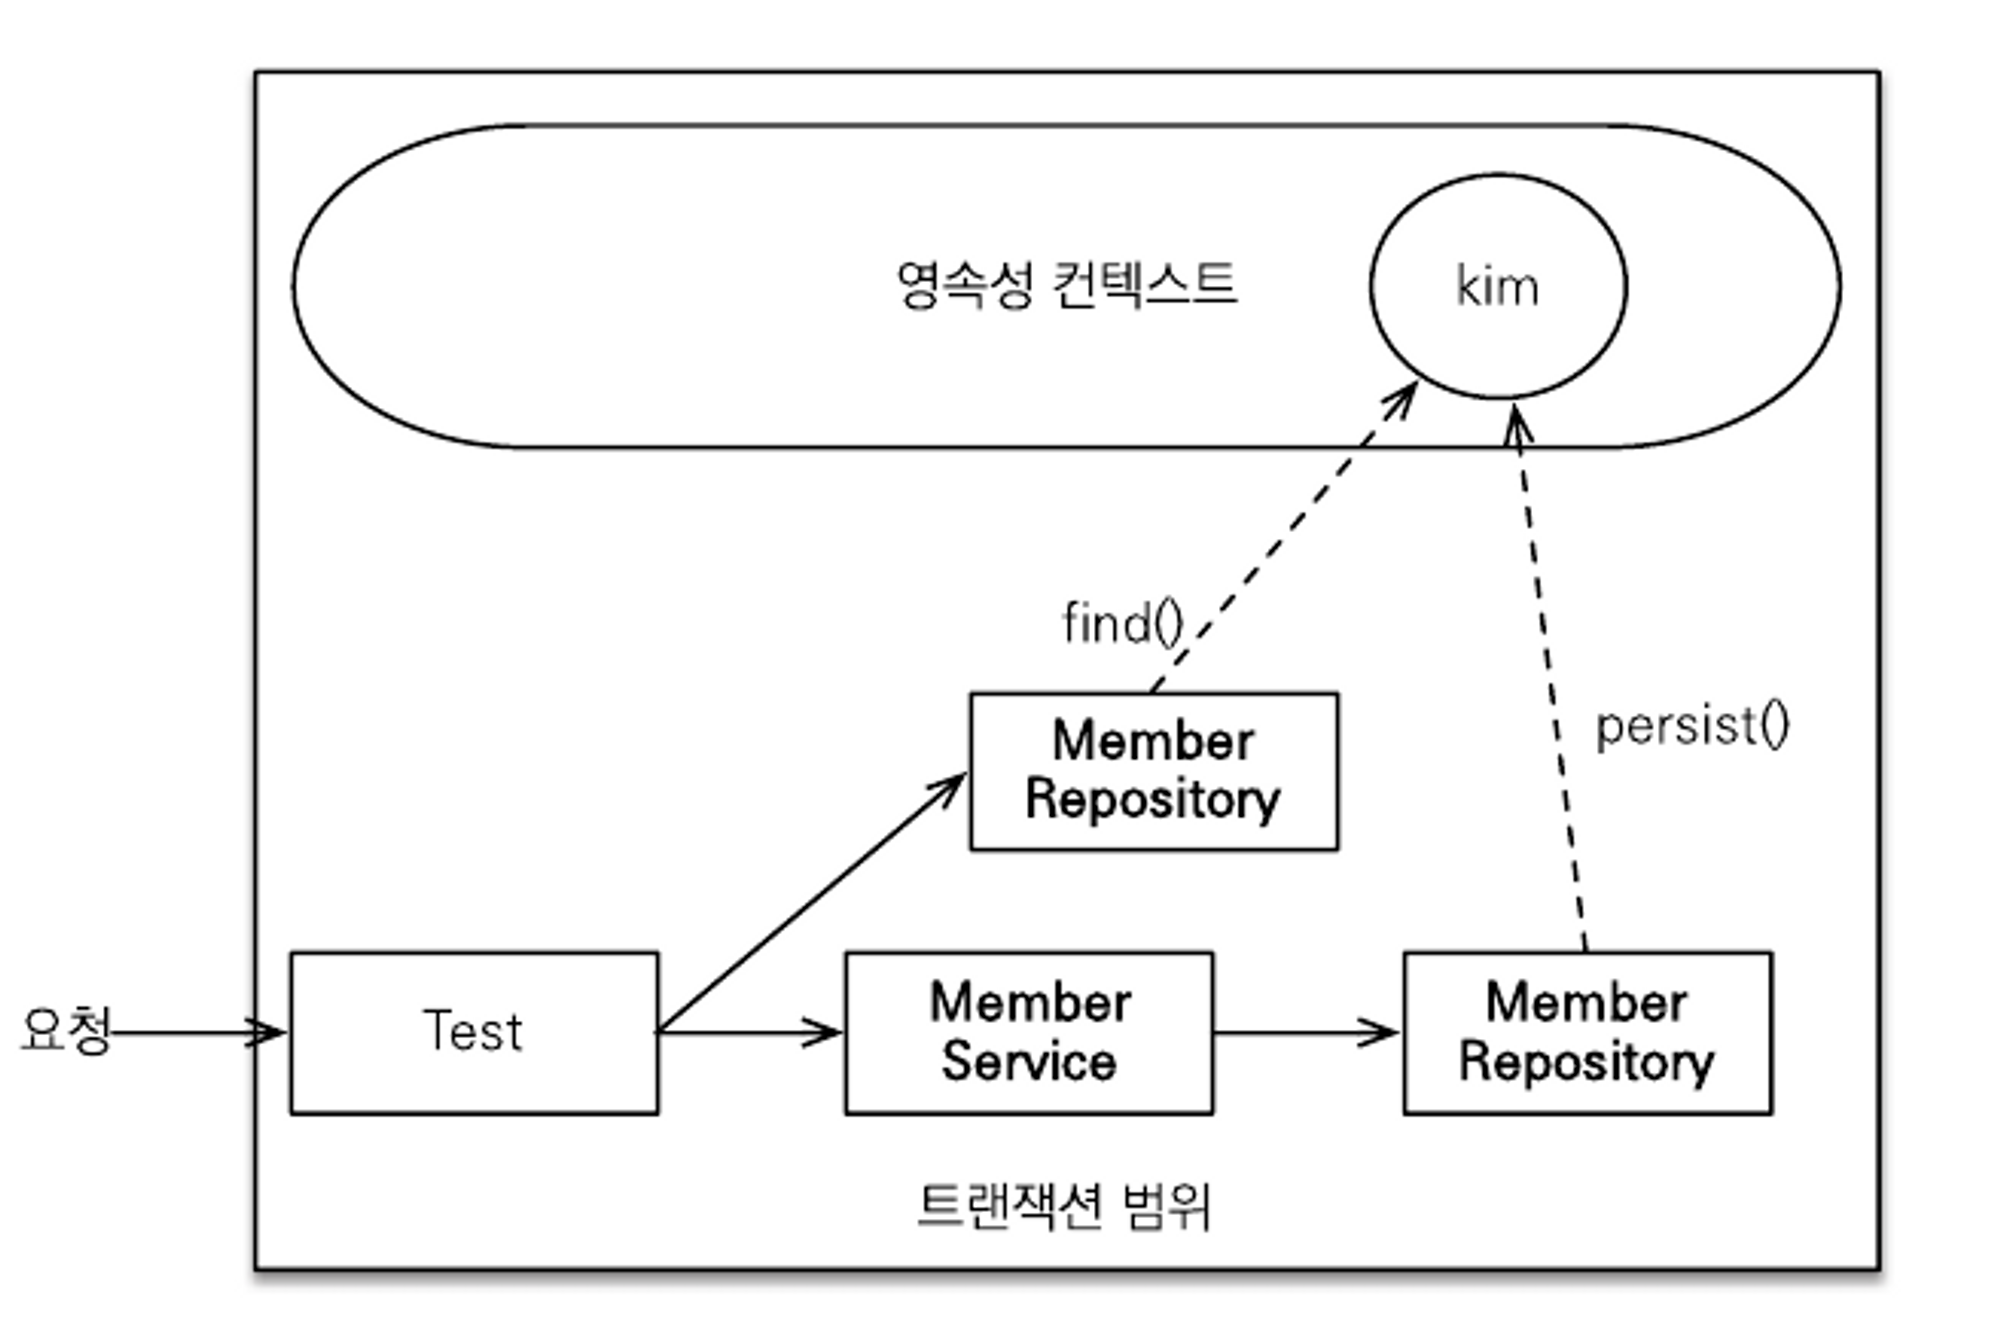 영속성 컨텍스트
kim
find()
persist()
Member
Repository
요청
Test
Member
Service
Member
Repository
트랜잭션 범위